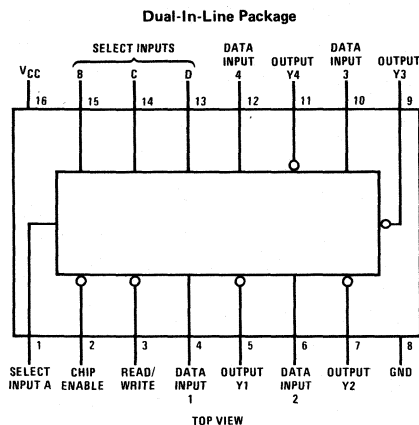 Dual-In-Line Package
SELECT INPUTS
DATA INPUT 4
OUTPUT Y4
DATA INPUT 3
OUTPUT Y3
VCC
B
C
D
16
15
14
13
12
11
10
9
1
2
3
4
5
6
7
8
SELECT INPUT A
CHIP ENABLE
READ/WRITE
DATA INPUT 1
OUTPUT Y1
DATA INPUT 2
OUTPUT Y2
GND
TOP VIEW